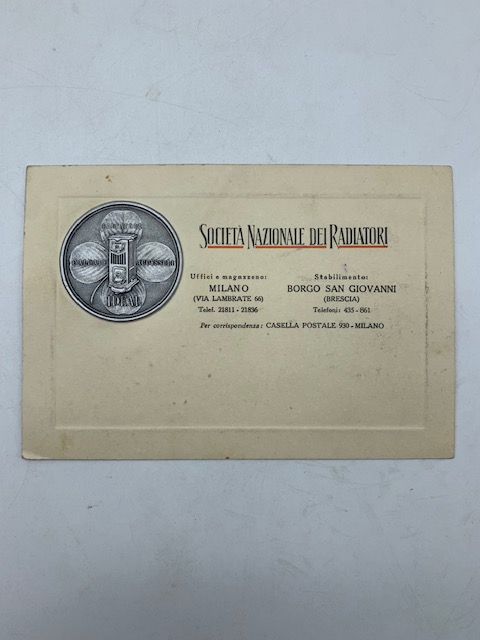 SOCIETÀ NAZIONALE DEI RADIATORI
Uffici e magazzeno:
MILANO
(VIA LAMBRATE 66)
Telef. 21811 - 21836
Stabilimento:
BORGO SAN GIOVANNI
(BRESCIA)
Telefoni: 435 - 861
Per corrispondenza: CASELLA POSTALE 930 - MILANO
IDEAL